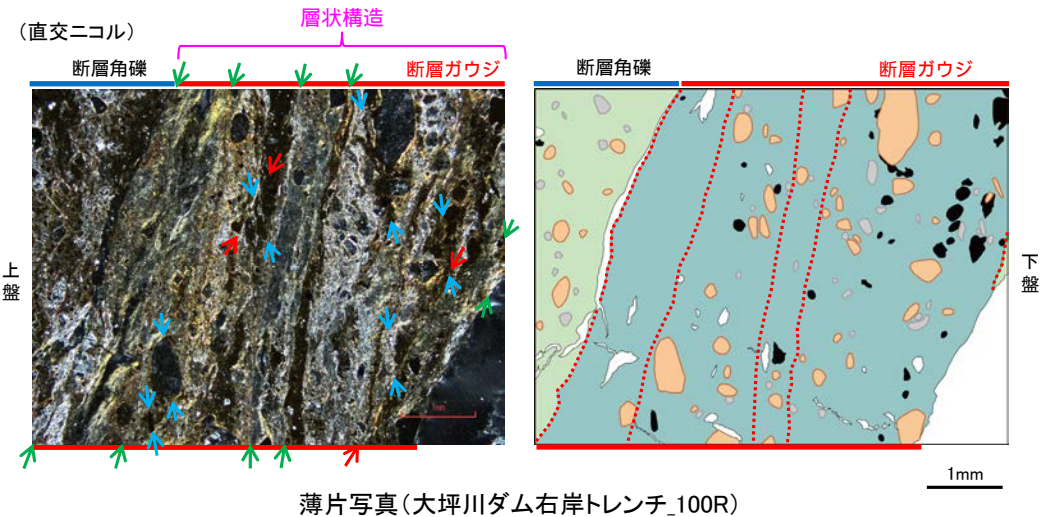 層状構造
(直交ニコル)
断層角礫
断層ガウジ
断層角礫
断層ガウジ
上盤
下盤
1mm
1mm
薄片写真(大坪川ダム右岸トレンチ_100R)